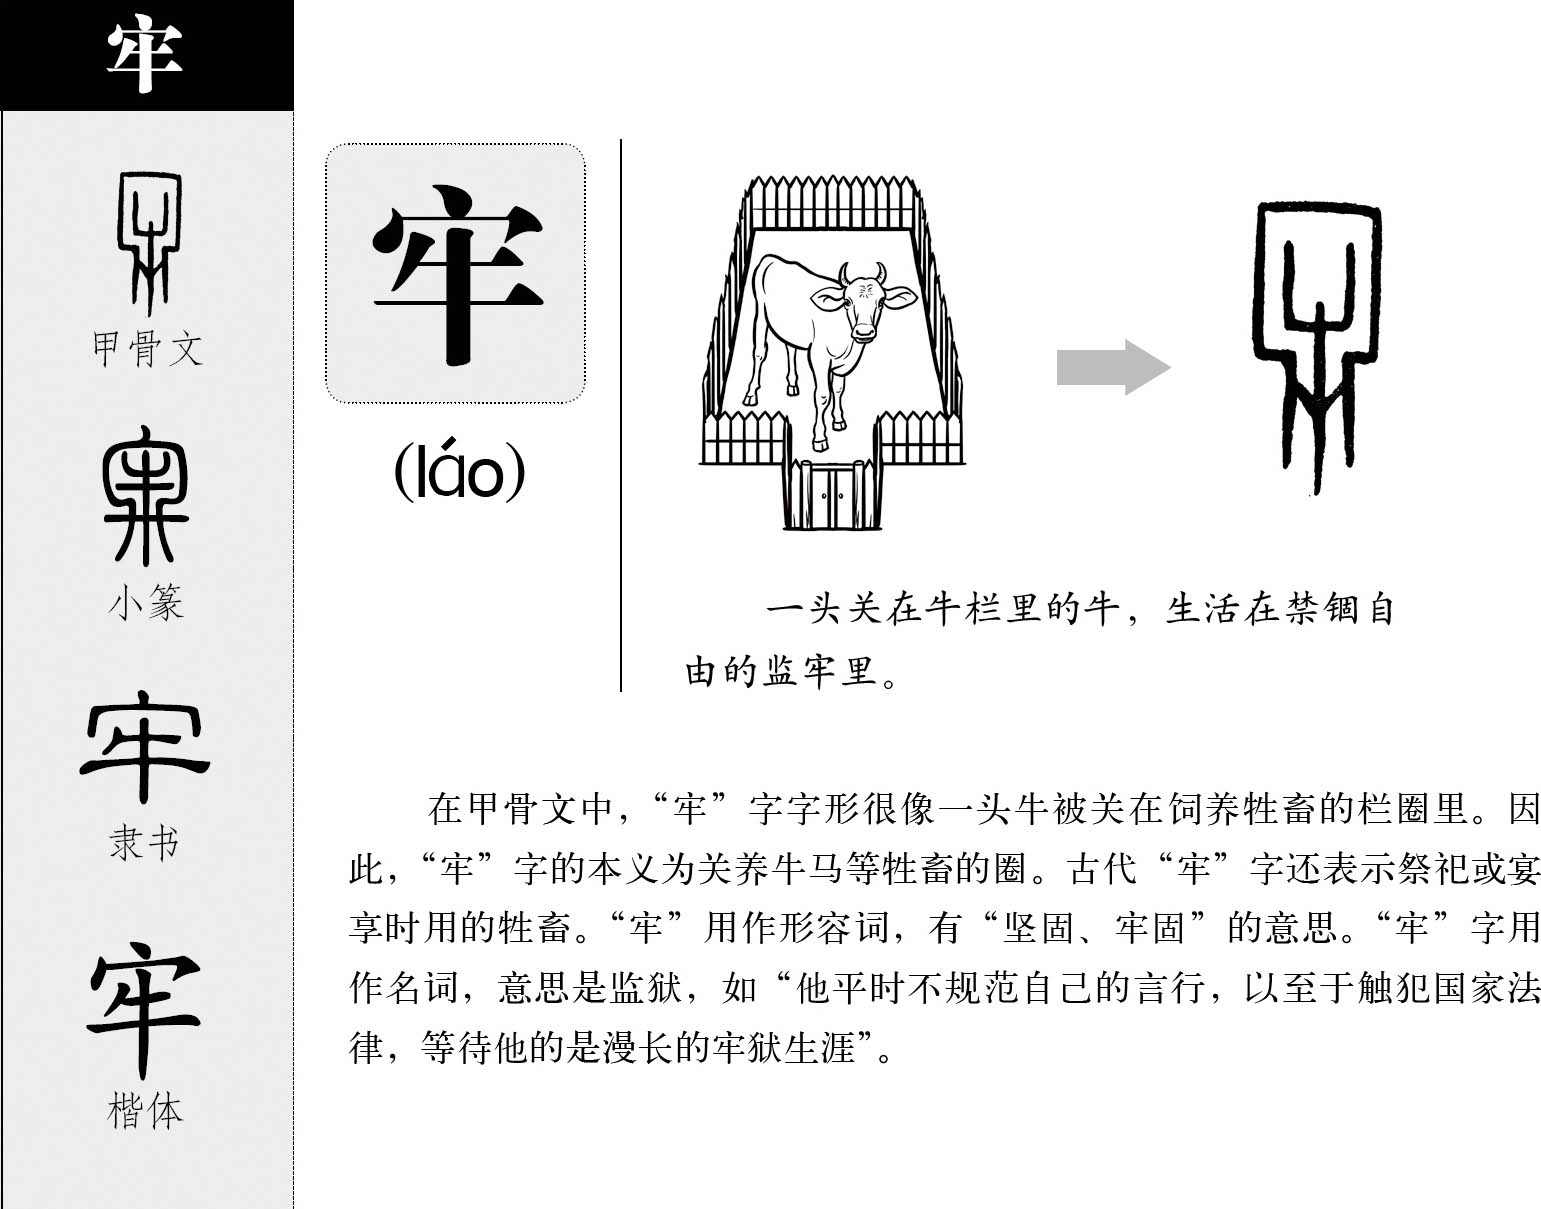 牢
甲骨文
小篆
隶书
楷体
牢
(láo)
一头关在牛栏里的牛，生活在禁锢自
由的监牢里。
在甲骨文中，“牢”字字形很像一头牛被关在饲养牲畜的栏圈里。因
此，“牢”字的本义为关养牛马等牲畜的圈。古代“牢”字还表示祭祀或宴
享时用的牲畜。“牢”用作形容词，有“坚固、牢固”的意思。“牢”字用
作名词，意思是监狱，如“他平时不规范自己的言行，以至于触犯国家法
律，等待他的是漫长的牢狱生涯”。